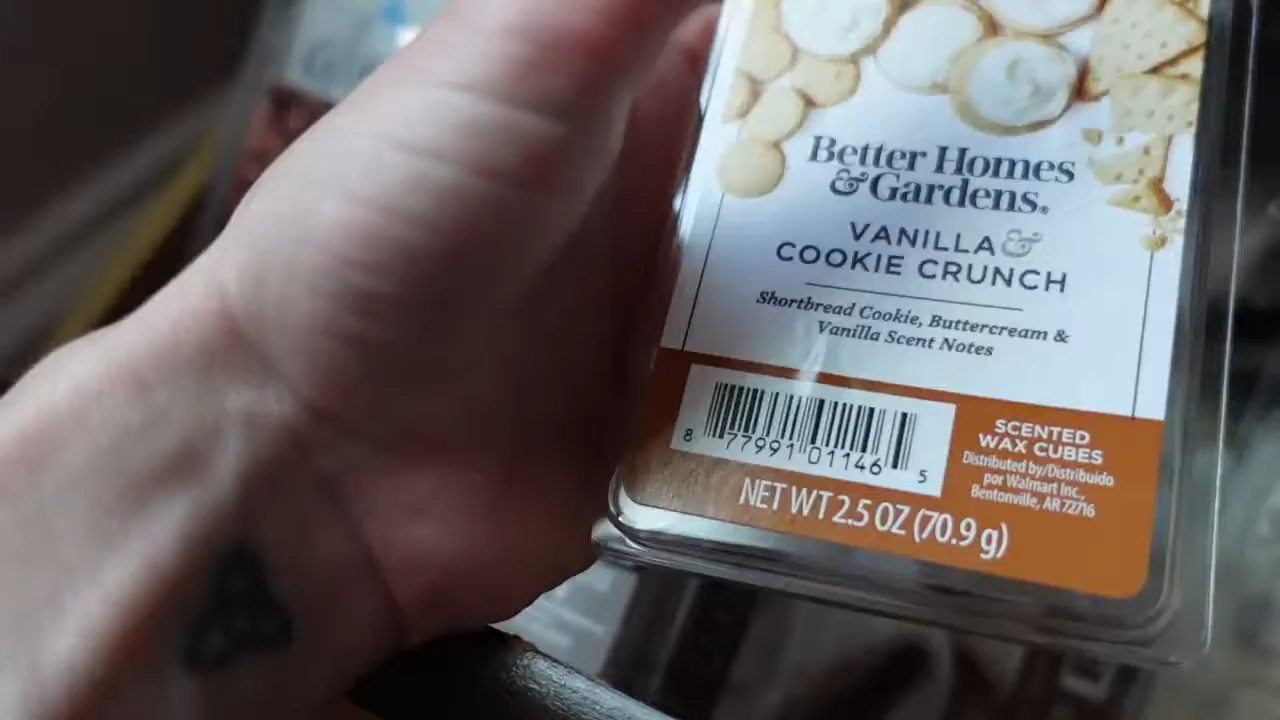 Better Homes
& Gardens®
VANILLA &
COOKIE CRUNCH
Shortbread Cookie, Buttercream &
Vanilla Scent Notes
8 77991 01146 5
SCENTED
WAX CUBES
Distributed by/Distribuido
por Walmart Inc.,
Bentonville, AR 72716
NET WT 2.5 OZ (70.9 g)